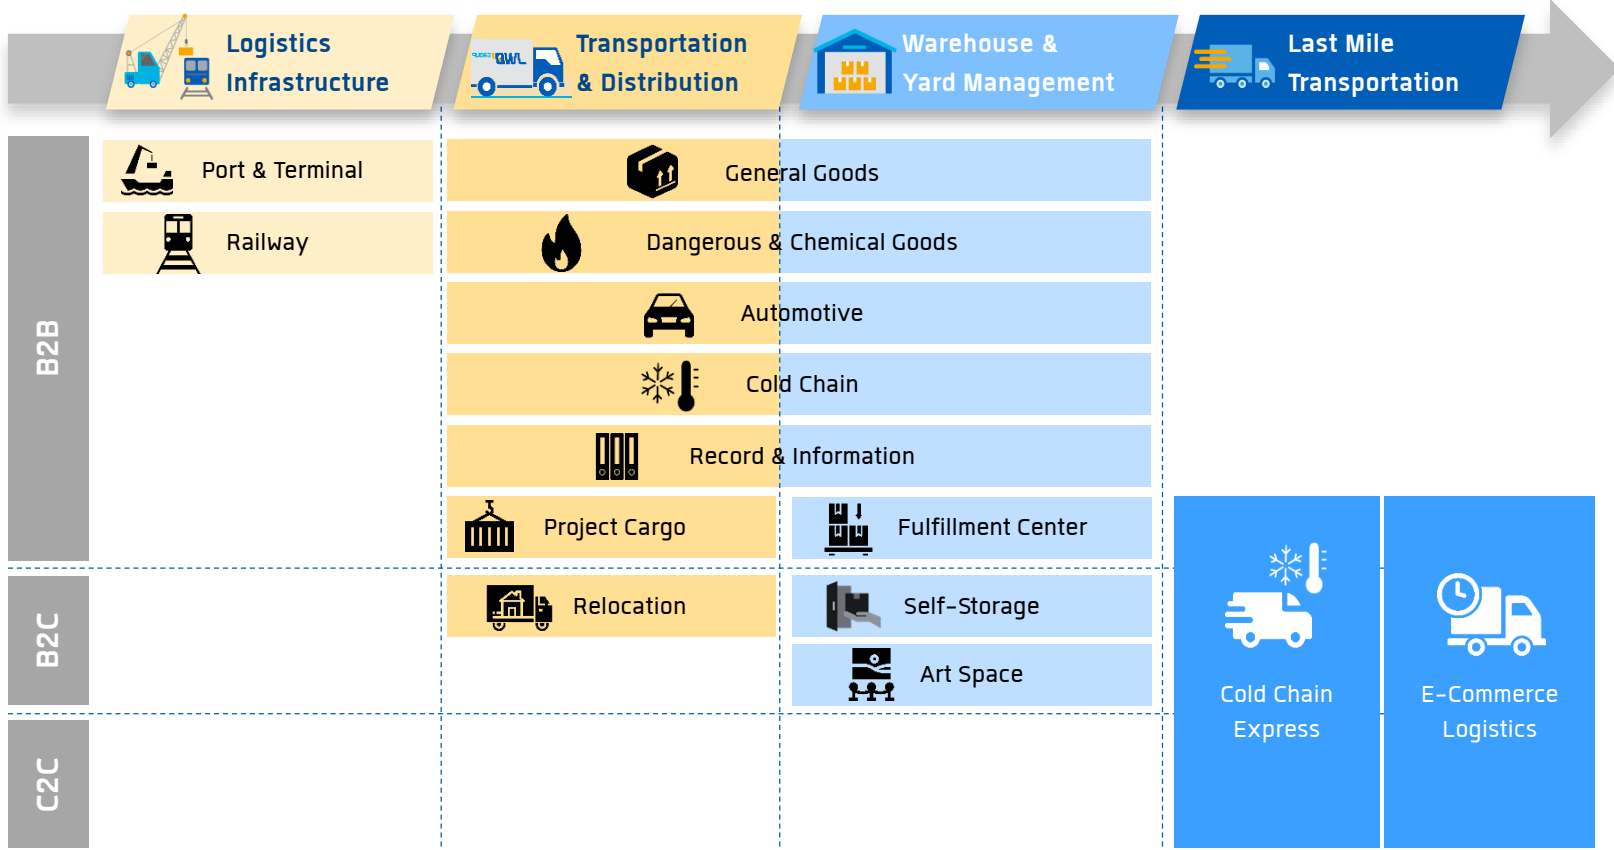 Logistics
Infrastructure
Transportation
& Distribution
Warehouse &
Yard Management
Last Mile
Transportation
B2B
Port & Terminal
Railway
General Goods
Dangerous & Chemical Goods
Automotive
Cold Chain
Record & Information
Project Cargo
Fulfillment Center
B2C
Relocation
Self-Storage
Art Space
Cold Chain
Express
E-Commerce
Logistics
C2C